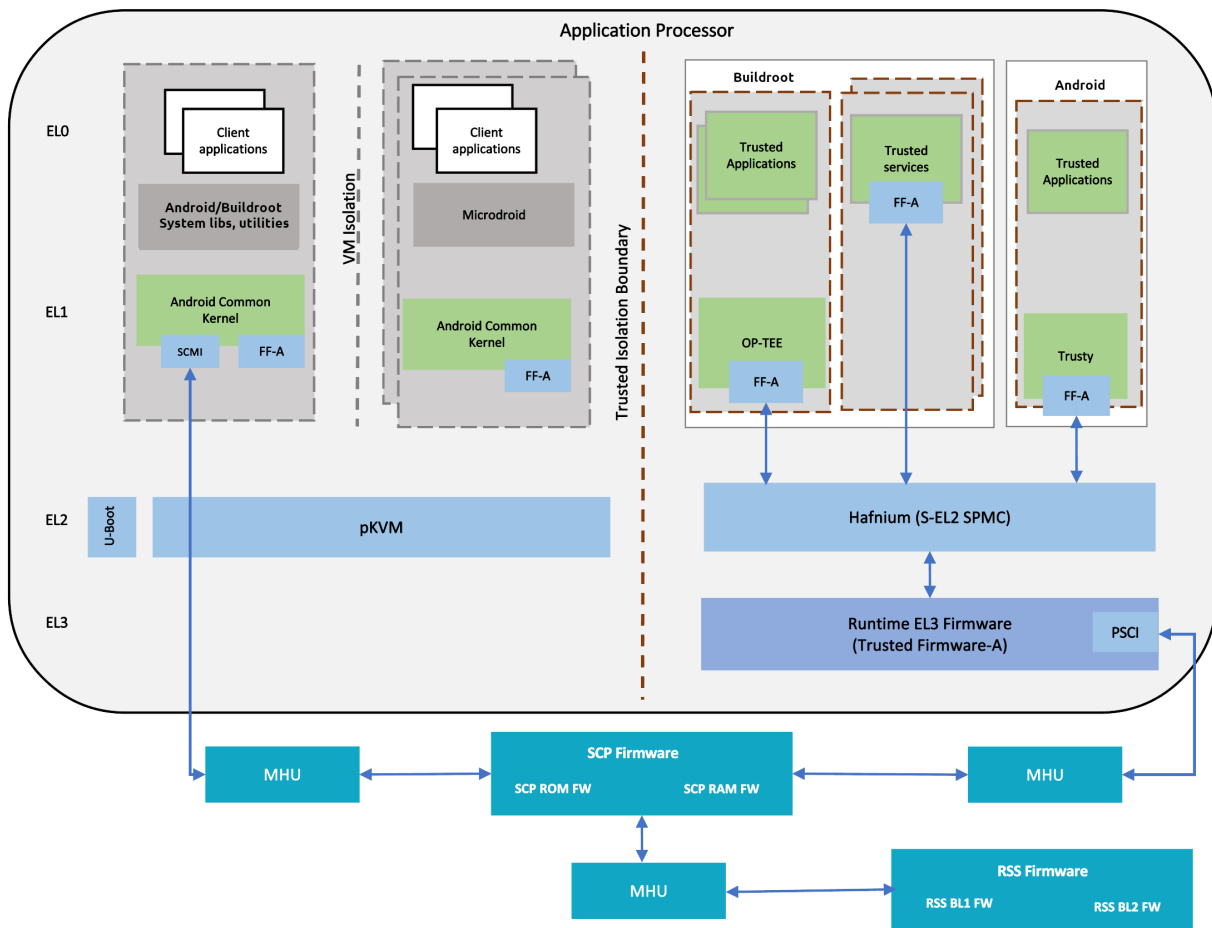 Application Processor
EL0
Client
applications
Android/Buildroot
System libs, utilities
EL1
Android Common
Kernel
SCMI
FF-A
VM Isolation
Client
applications
Microdroid
Android Common
Kernel
FF-A
Trusted Isolation Boundary
Buildroot
Trusted
Applications
OP-TEE
FF-A
Trusted
services
FF-A
Android
Trusted
Applications
Trusty
FF-A
EL2
U-Boot
pKVM
Hafnium (S-EL2 SPMC)
EL3
Runtime EL3 Firmware
(Trusted Firmware-A)
PSCI
MHU
SCP Firmware
SCP ROM FW
SCP RAM FW
MHU
MHU
RSS Firmware
RSS BL1 FW
RSS BL2 FW